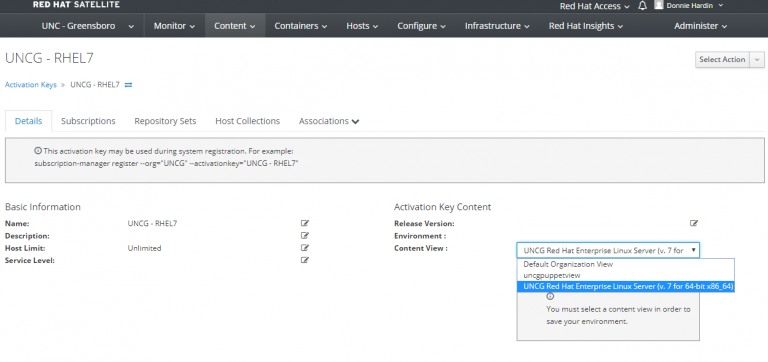 RED HAT SATELLITE
Red Hat Access Donnie Hardin
UNC - Greensboro Monitor Content Containers Hosts Configure Infrastructure Red Hat Insights Administer
UNCG - RHEL7
Select Action
Activation Keys » UNCG - RHEL7
Details Subscriptions Repository Sets Host Collections Associations
This activation key may be used during system registration. For example:
subscription-manager register --org="UNCG" --activationkey="UNCG - RHEL7"
Basic Information Activation Key Content
Name: UNCG - RHEL7 Release Version:
Description: Environment :
Host Limit: Unlimited Content View : UNCG Red Hat Enterprise Linux Server (v. 7 for
Service Level:
Default Organization View
uncgpuppetview
UNCG Red Hat Enterprise Linux Server (v. 7 for 64-bit x86_64)
You must select a content view in order to
save your environment.